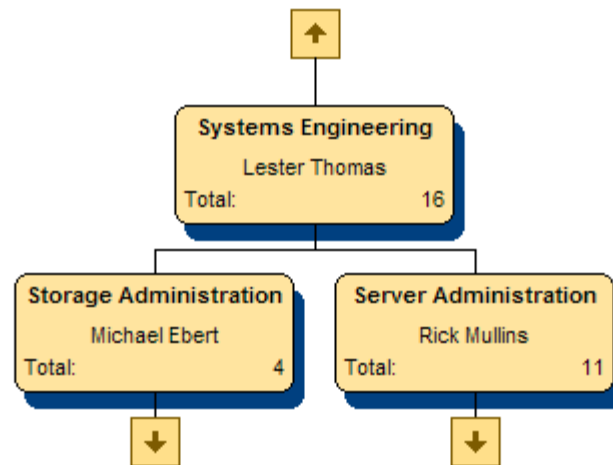 Systems Engineering
Lester Thomas
Total: 16
Storage Administration
Michael Ebert
Total: 4
Server Administration
Rick Mullins
Total: 11